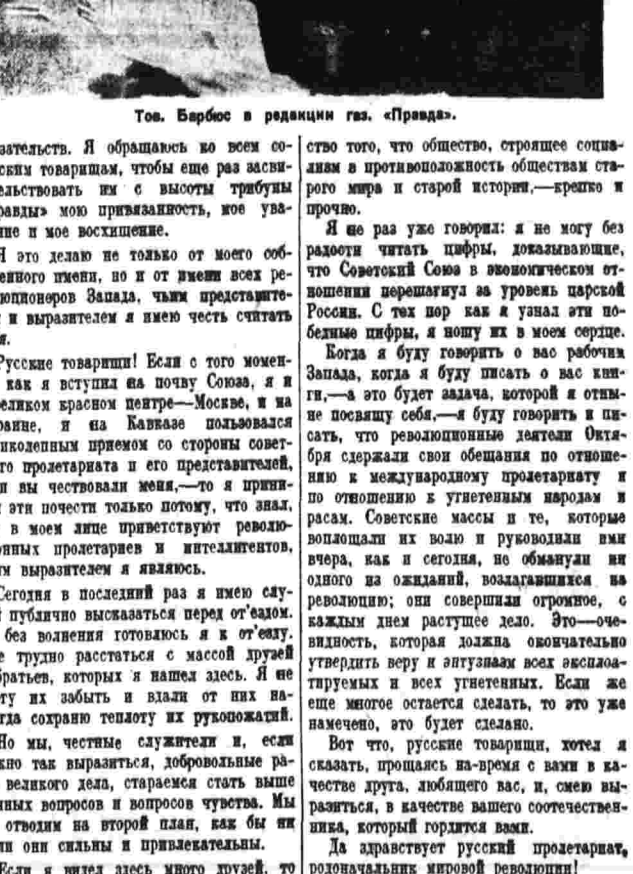 Тов. Барбюс в редакции газ. «Правда».
зательств. Я обращаюсь ко всем со-
ским товарищам, чтобы еще раз засви-
ельствовать им с высоты трибуны
равды» мою привязанность, мое ува-
ние и мое восхищение.
Я это делаю не только от моего соб-
енного имени, но и от имени всех ре-
юционеров Запада, чьим представите-
и выразителем я имею честь считать
я.
Русские товарищи! Если с того момен-
как я вступил на почву Союза, я и
еликом красном центре—Москве, и на
раине, и на Кавказе пользовался
иколепным приемом со стороны совет-
го пролетариата и его представителей,
и вы чествовали меня,—то я прини-
эти почести только потому, что знал,
в моем лице приветствуют револю-
онных пролетариев и интеллигентов,
м выразителем я являюсь.
Сегодня в последний раз я имею слу-
публично высказаться перед от'ездом.
без волнения готовлюсь я к от'езду.
е трудно расстаться с массой друзей
братьев, которых я нашел здесь. Я не
гу их забыть и вдали от них на-
гда сохраню теплоту их рукопожатий.
Но мы, честные служители и, если
жно так выразиться, добровольные ра-
великого дела, стараемся стать выше
нных вопросов и вопросов чувства. Мы
отводим на второй план, как бы ни
ли они сильны и привлекательны.
Если я видел здесь много друзей, то
ство того, что общество, строящее социа-
лизм в противоположность обществам ста-
рого мира и старой истории,—крепко и
прочно.
Я не раз уже говорил: я не могу без
радости читать цифры, доказывающие,
что Советский Союз в экономическом от-
ношении перешагнул за уровень царской
России. С тех пор как я узнал эти по-
бедные цифры, я ношу их в моем сердце.
Когда я буду говорить о вас рабочим
Запада, когда я буду писать о вас кни-
ги,—а это будет задача, которой я отны-
не посвящу себя,—я буду говорить и пи-
сать, что революционные деятели Октя-
бря сдержали свои обещания по отноше-
нию к международному пролетариату и
по отношению к угнетенным народам и
расам. Советские массы и те, которые
воплощали их волю и руководили ими
вчера, как и сегодня, не обманули ни
одного из ожиданий, возлагавшихся на
революцию; они совершили огромное, с
каждым днем растущее дело. Это—оче-
видность, которая должна окончательно
утвердить веру и энтузиазм всех эксплоа-
тируемых и всех угнетенных. Если же
еще многое остается сделать, то это уже
намечено, это будет сделано.
Вот что, русские товарищи, хотел я
сказать, прощаясь на-время с вами в ка-
честве друга, любящего вас, и, смею вы-
разиться, в качестве вашего соотечествен-
ника, который гордится вами.
Да здравствует русский пролетариат,
родоначальник мировой революции!